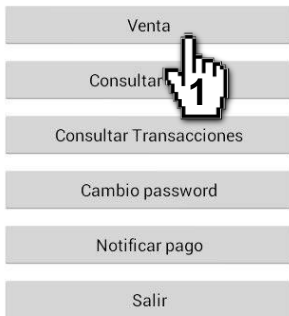 Venta
Consultar
1
Consultar Transacciones
Cambio password
Notificar pago
Salir